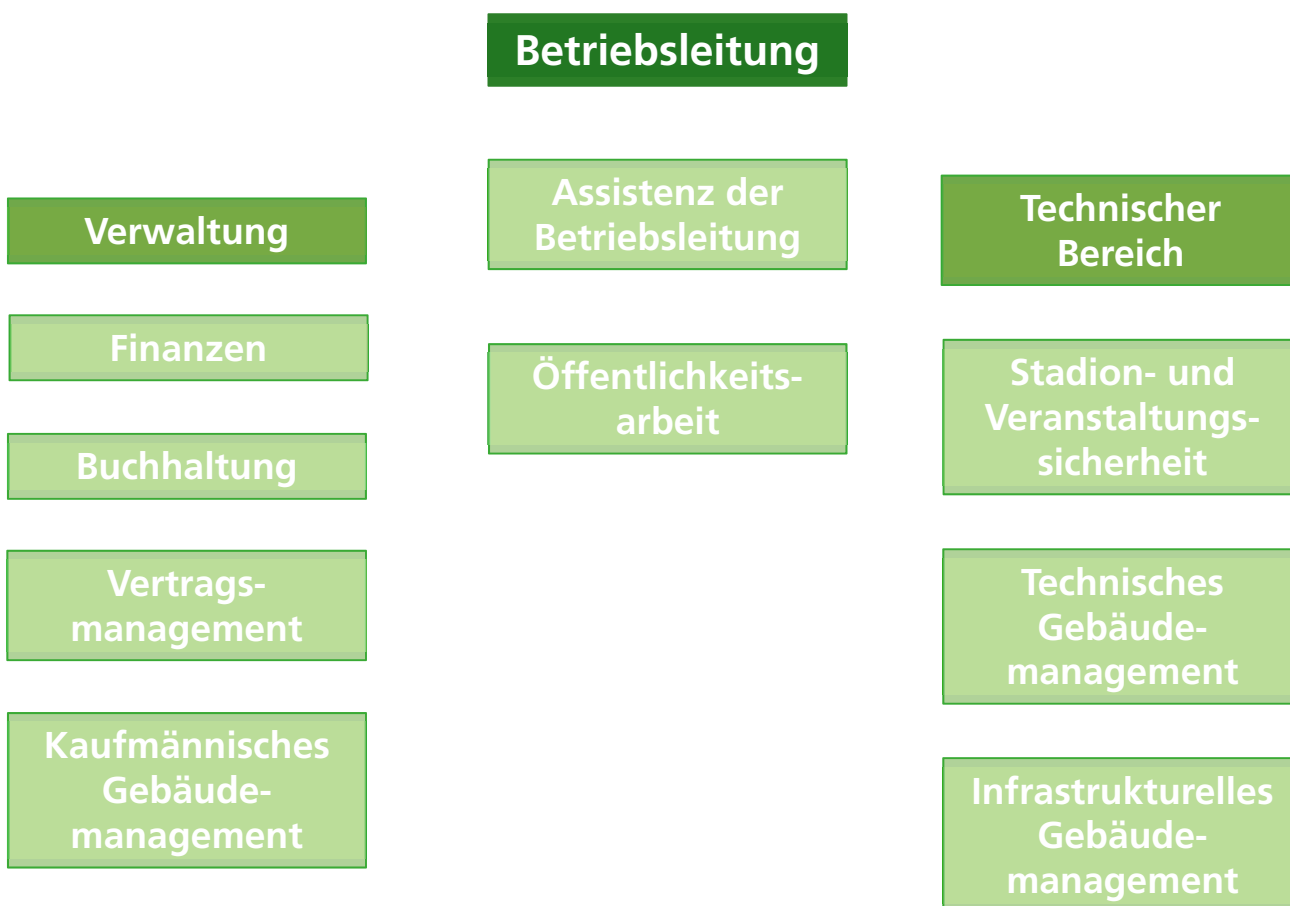 Betriebsleitung
Assistenz der
Betriebsleitung
Öffentlichkeits-
arbeit
Verwaltung
Finanzen
Buchhaltung
Vertrags-
management
Kaufmännisches
Gebäude-
management
Technischer
Bereich
Stadion- und
Veranstaltungs-
sicherheit
Technisches
Gebäude-
management
Infrastrukturelles
Gebäude-
management